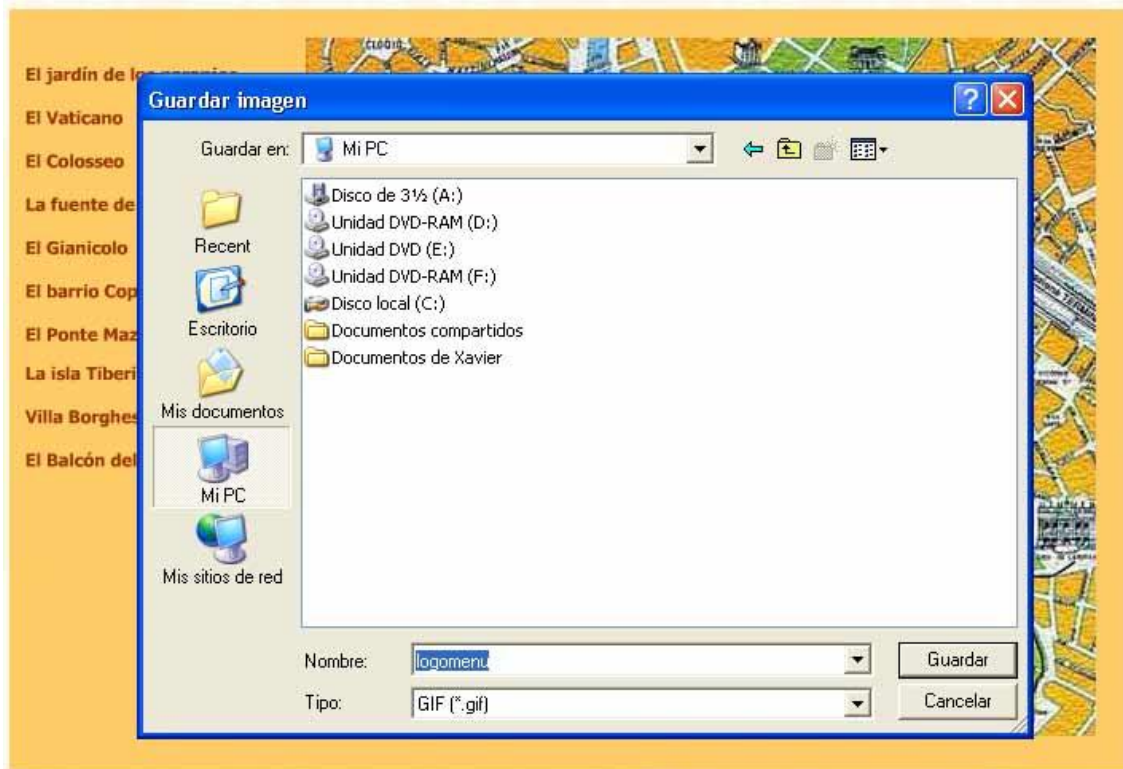 El jardín de los naranjos
Guardar imagen
El Vaticano
Guardar en:
Mi PC
El Colosseo
Disco de 3½ (A:)
La fuente de
Unidad DVD-RAM (D:)
El Gianicolo
Recent
Unidad DVD (E:)
Unidad DVD-RAM (F:)
El barrio Cop
Disco local (C:)
El Ponte Maz
Escritorio
Documentos compartidos
Documentos de Xavier
La isla Tiberi
Mis documentos
Villa Borghes
El Balcón del
Mi PC
Mis sitios de red
Nombre:
logomenu
Guardar
Tipo:
GIF (*.gif)
Cancelar